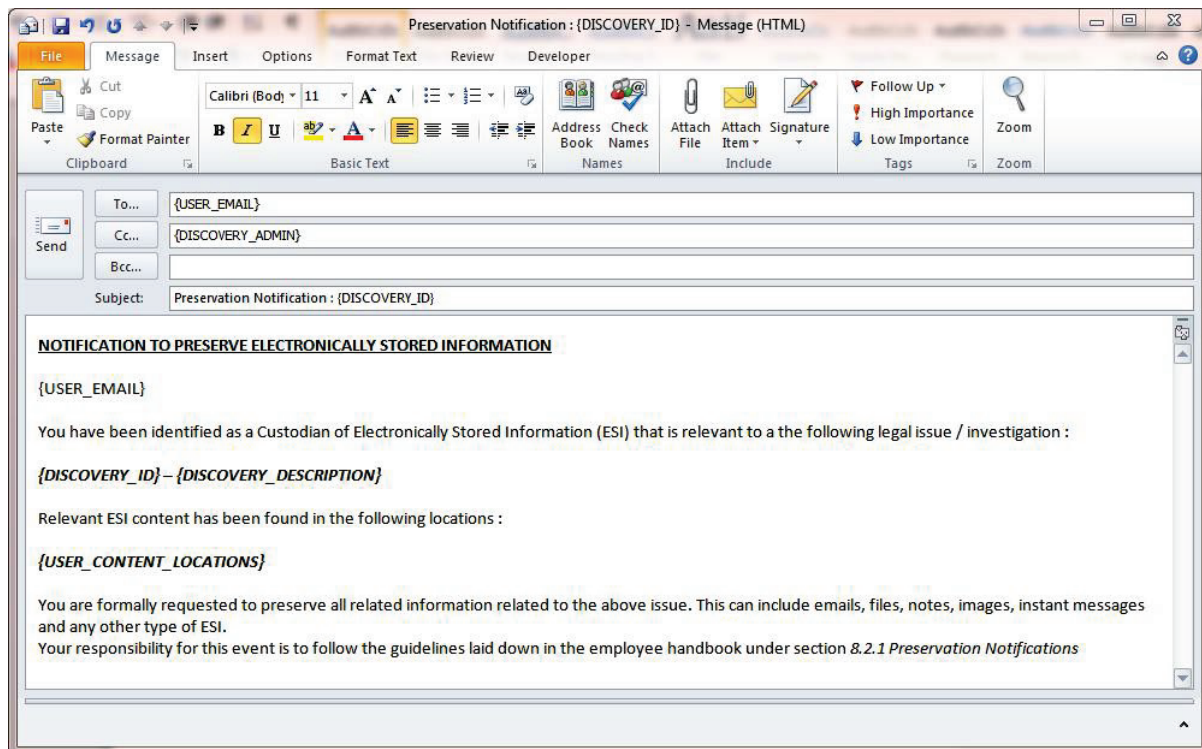 Preservation Notification : {DISCOVERY_ID} - Message (HTML)
File Message Insert Options Format Text Review Developer
Paste
Cut
Copy
Format Painter
Clipboard
Calibri (Body 11
B I U
Basic Text
Address Book
Check Names
Names
Attach File
Attach Item
Signature
Include
Follow Up
High Importance
Low Importance
Tags
Zoom
Zoom
Send
To... {USER_EMAIL}
Cc... {DISCOVERY_ADMIN}
Bcc...
Subject: Preservation Notification : {DISCOVERY_ID}
NOTIFICATION TO PRESERVE ELECTRONICALLY STORED INFORMATION
{USER_EMAIL}
You have been identified as a Custodian of Electronically Stored Information (ESI) that is relevant to a the following legal issue / investigation :
{DISCOVERY_ID} – {DISCOVERY_DESCRIPTION}
Relevant ESI content has been found in the following locations :
{USER_CONTENT_LOCATIONS}
You are formally requested to preserve all related information related to the above issue. This can include emails, files, notes, images, instant messages
and any other type of ESI.
Your responsibility for this event is to follow the guidelines laid down in the employee handbook under section 8.2.1 Preservation Notifications